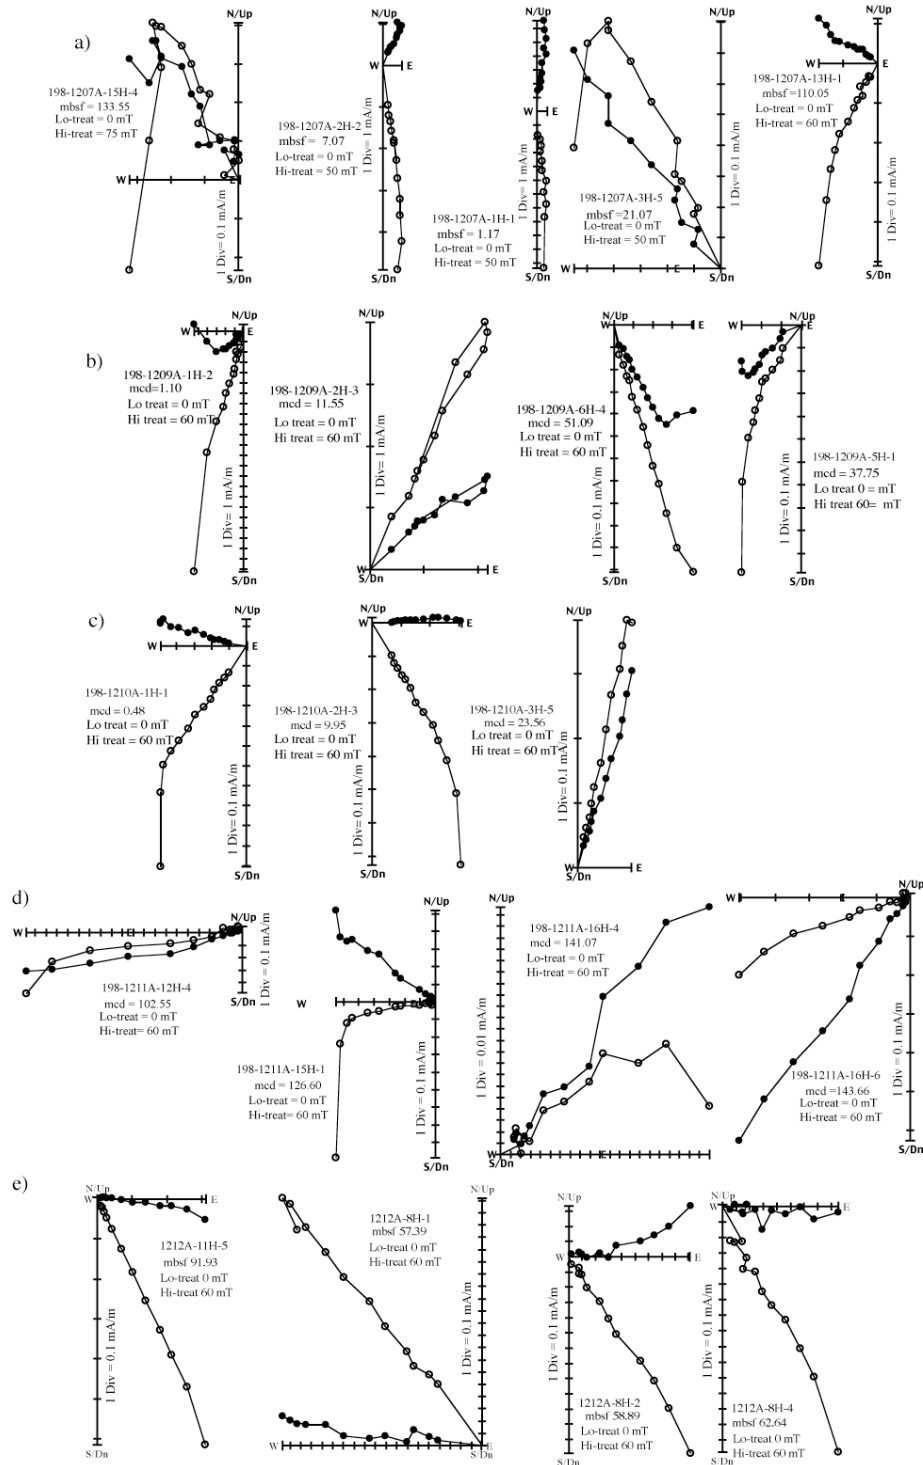 a)
N/Up
W
E
198-1207A-15H-4
mbsf = 133.55
Lo-treat = 0 mT
Hi-treat = 75 mT
1 Div= 0.1 mA/m
S/Dn
N/Up
W
E
198-1207A-2H-2
mbsf = 7.07
Lo-treat = 0 mT
Hi-treat = 50 mT
1 Div= 1 mA/m
S/Dn
N/Up
W
E
198-1207A-1H-1
mbsf = 1.17
Lo-treat = 0 mT
Hi-treat = 50 mT
1 Div= 1 mA/m
S/Dn
N/Up
W
E
198-1207A-3H-5
mbsf=21.07
Lo-treat = 0 mT
Hi-treat = 50 mT
1 Div = 0.1 mA/m
S/Dn
N/Up
W
E
198-1207A-13H-1
mbsf=110.05
Lo-treat = 0 mT
Hi-treat = 60 mT
1 Div= 0.1 mA/m
S/Dn
b)
N/Up
W
E
198-1209A-1H-2
mcd=1.10
Lo treat = 0 mT
Hi treat = 60 mT
1 Div= 1 mA/m
S/Dn
N/Up
198-1209A-2H-3
mcd = 11.55
Lo treat = 0 mT
Hi treat = 60 mT
1 Div= 1 mA/m
W
E
S/Dn
N/Up
W
E
198-1209A-6H-4
mcd = 51.09
Lo treat = 0 mT
Hi treat = 60 mT
1 Div= 0.1 mA/m
S/Dn
N/Up
W
E
198-1209A-5H-1
mcd = 37.75
Lo treat 0 = mT
Hi treat 60= mT
1 Div= 0.1 mA/m
S/Dn
c)
N/Up
W
E
198-1210A-1H-1
mcd = 0.48
Lo treat = 0 mT
Hi treat = 60 mT
1 Div= 0.1 mA/m
S/Dn
N/Up
W
E
198-1210A-2H-3
mcd = 9.95
Lo treat = 0 mT
Hi treat = 60 mT
1 Div= 0.1 mA/m
S/Dn
N/Up
198-1210A-3H-5
mcd = 23.56
Lo treat = 0 mT
Hi treat = 60 mT
1 Div= 0.1 mA/m
W
E
S/Dn
d)
N/Up
W
E
198-1211A-12H-4
mcd = 102.55
Lo-treat = 0 mT
Hi-treat= 60 mT
1 Div = 0.1 mA/m
S/Dn
N/Up
W
198-1211A-15H-1
mcd = 126.60
Lo-treat = 0 mT
Hi-treat= 60 mT
1 Div = 0.1 mA/m
S/Dn
N/Up
198-1211A-16H-4
mcd = 141.07
Lo-treat = 0 mT
Hi-treat= 60 mT
1 Div = 0.01 mA/m
W
E
S/Dn
N/Up
W
E
198-1211A-16H-6
mcd =143.66
Lo-treat = 0 mT
Hi-treat = 60 mT
1 Div = 0.1 mA/m
S/Dn
e)
N/Up
W
E
1212A-11H-5
mbsf 91.93
Lo-treat 0 mT
Hi-treat 60 mT
1 Div = 0.1 mA/m
S/Dn
N/Up
1212A-8H-1
mbsf 57.39
Lo-treat 0 mT
Hi-treat 60 mT
1 Div = 0.1 mA/m
W
E
S/Dn
N/Up
W
E
1212A-8H-2
mbsf 58.89
Lo-treat 0 mT
Hi-treat 60 mT
1 Div = 0.1 mA/m
S/Dn
N/Up
W
E
1212A-8H-4
mbsf 62.64
Lo-treat 0 mT
Hi-treat 60 mT
1 Div = 0.1 mA/m
S/Dn